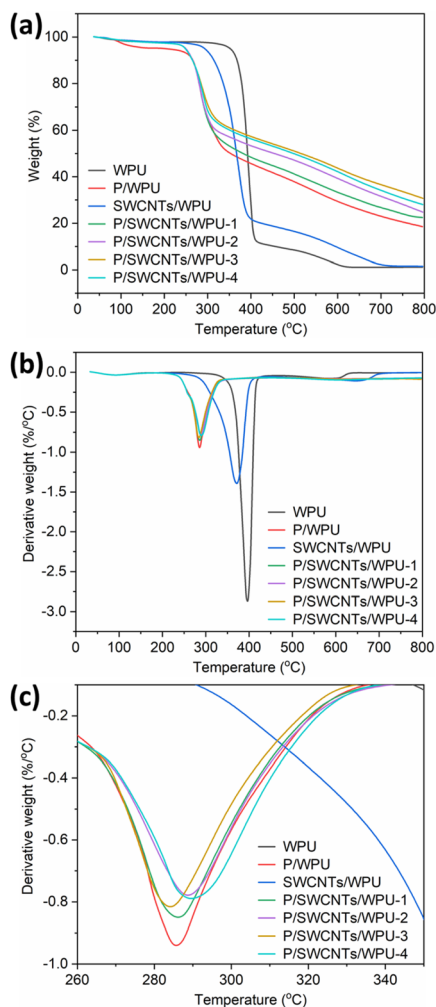 (a)
100
80
60
40
20
0
Weight (%)
WPU
P/WPU
SWCNTs/WPU
P/SWCNTs/WPU-1
P/SWCNTs/WPU-2
P/SWCNTs/WPU-3
P/SWCNTs/WPU-4
0 100 200 300 400 500 600 700 800
Temperature (°C)
(b)
0.0
-0.5
-1.0
-1.5
-2.0
-2.5
-3.0
Derivative weight (%/°C)
WPU
P/WPU
SWCNTs/WPU
P/SWCNTs/WPU-1
P/SWCNTs/WPU-2
P/SWCNTs/WPU-3
P/SWCNTs/WPU-4
0 100 200 300 400 500 600 700 800
Temperature (°C)
(c)
-0.2
-0.4
-0.6
-0.8
-1.0
Derivative weight (%/°C)
WPU
P/WPU
SWCNTs/WPU
P/SWCNTs/WPU-1
P/SWCNTs/WPU-2
P/SWCNTs/WPU-3
P/SWCNTs/WPU-4
260 280 300 320 340
Temperature (°C)